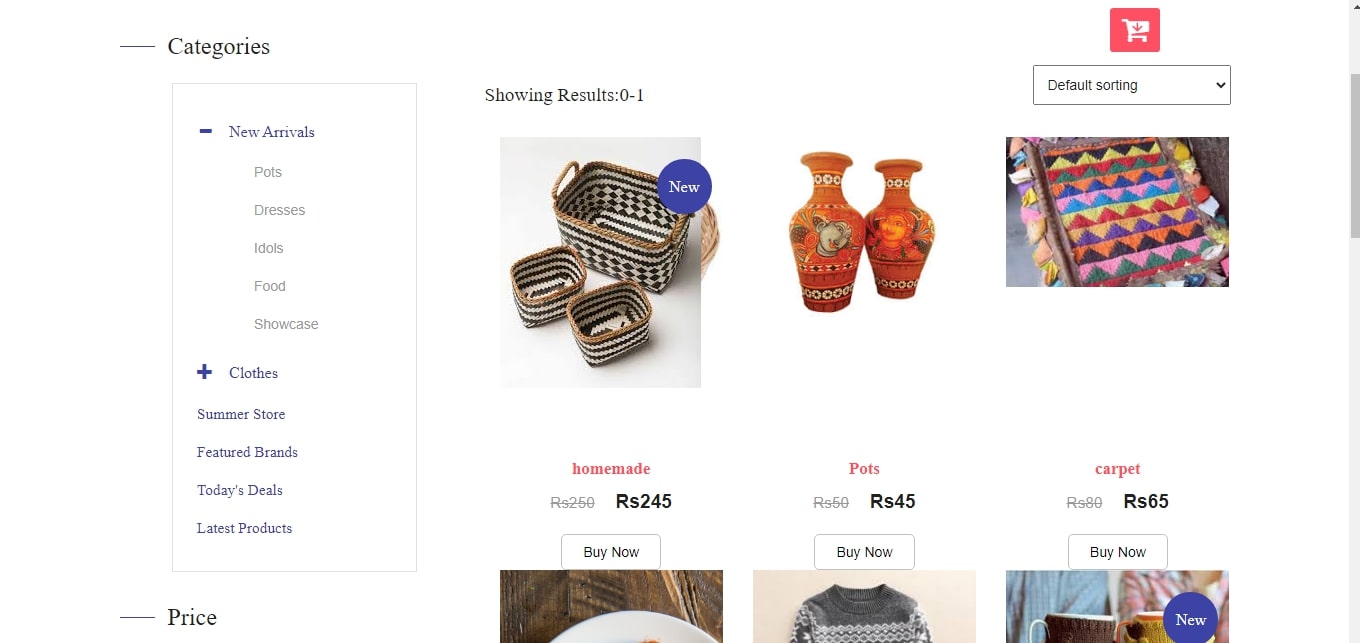 Categories
New Arrivals
Pots
Dresses
Idols
Food
Showcase
Clothes
Summer Store
Featured Brands
Today's Deals
Latest Products
Price
Default sorting
Showing Results:0-1
New
homemade
Rs250 Rs245
Buy Now
Pots
Rs50 Rs45
Buy Now
carpet
Rs80 Rs65
Buy Now
New